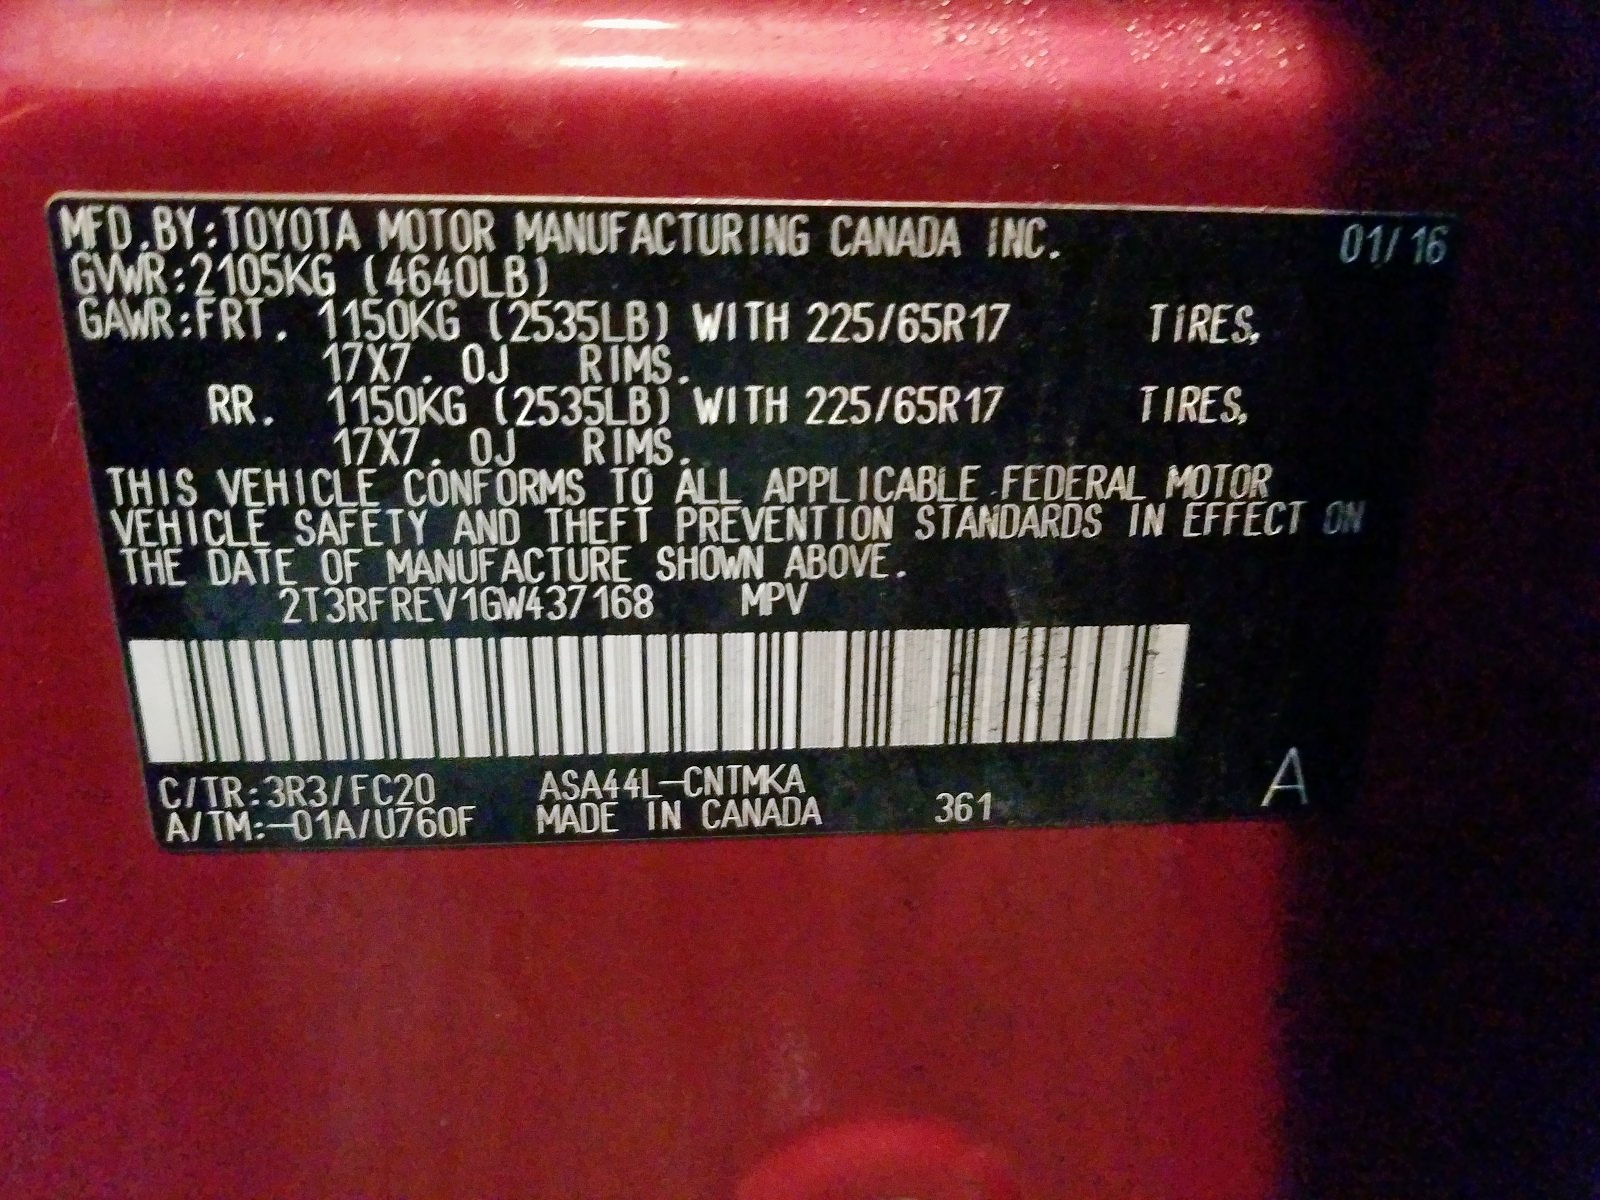 MFD.BY:TOYOTA MOTOR MANUFACTURING CANADA INC. 01/16
GVWR:2105KG (4640LB)
GAWR:FRT. 1150KG (2535LB) WITH 225/65R17 TIRES,
17X7. 0J RIMS.
RR. 1150KG (2535LB) WITH 225/65R17 TIRES,
17X7. 0J RIMS.
THIS VEHICLE CONFORMS TO ALL APPLICABLE FEDERAL MOTOR
VEHICLE SAFETY AND THEFT PREVENTION STANDARDS IN EFFECT ON
THE DATE OF MANUFACTURE SHOWN ABOVE.
2T3RFREV1GW437168 MPV
C/TR:3R3/FC20 ASA44L-CNTMKA
A/TM:-01A/U760F MADE IN CANADA 361 A